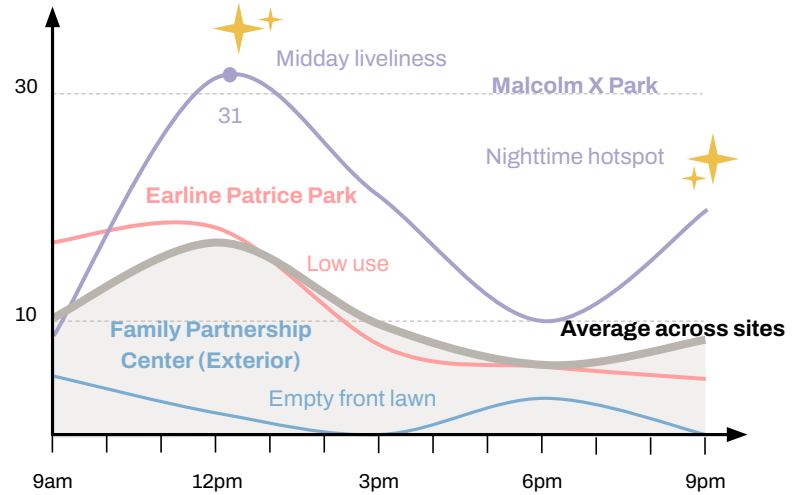 Midday liveliness
30
Malcolm X Park
31
Nighttime hotspot
Earline Patrice Park
Low use
10
Family Partnership
Center (Exterior)
Average across sites
Empty front lawn
9am
12pm
3pm
6pm
9pm